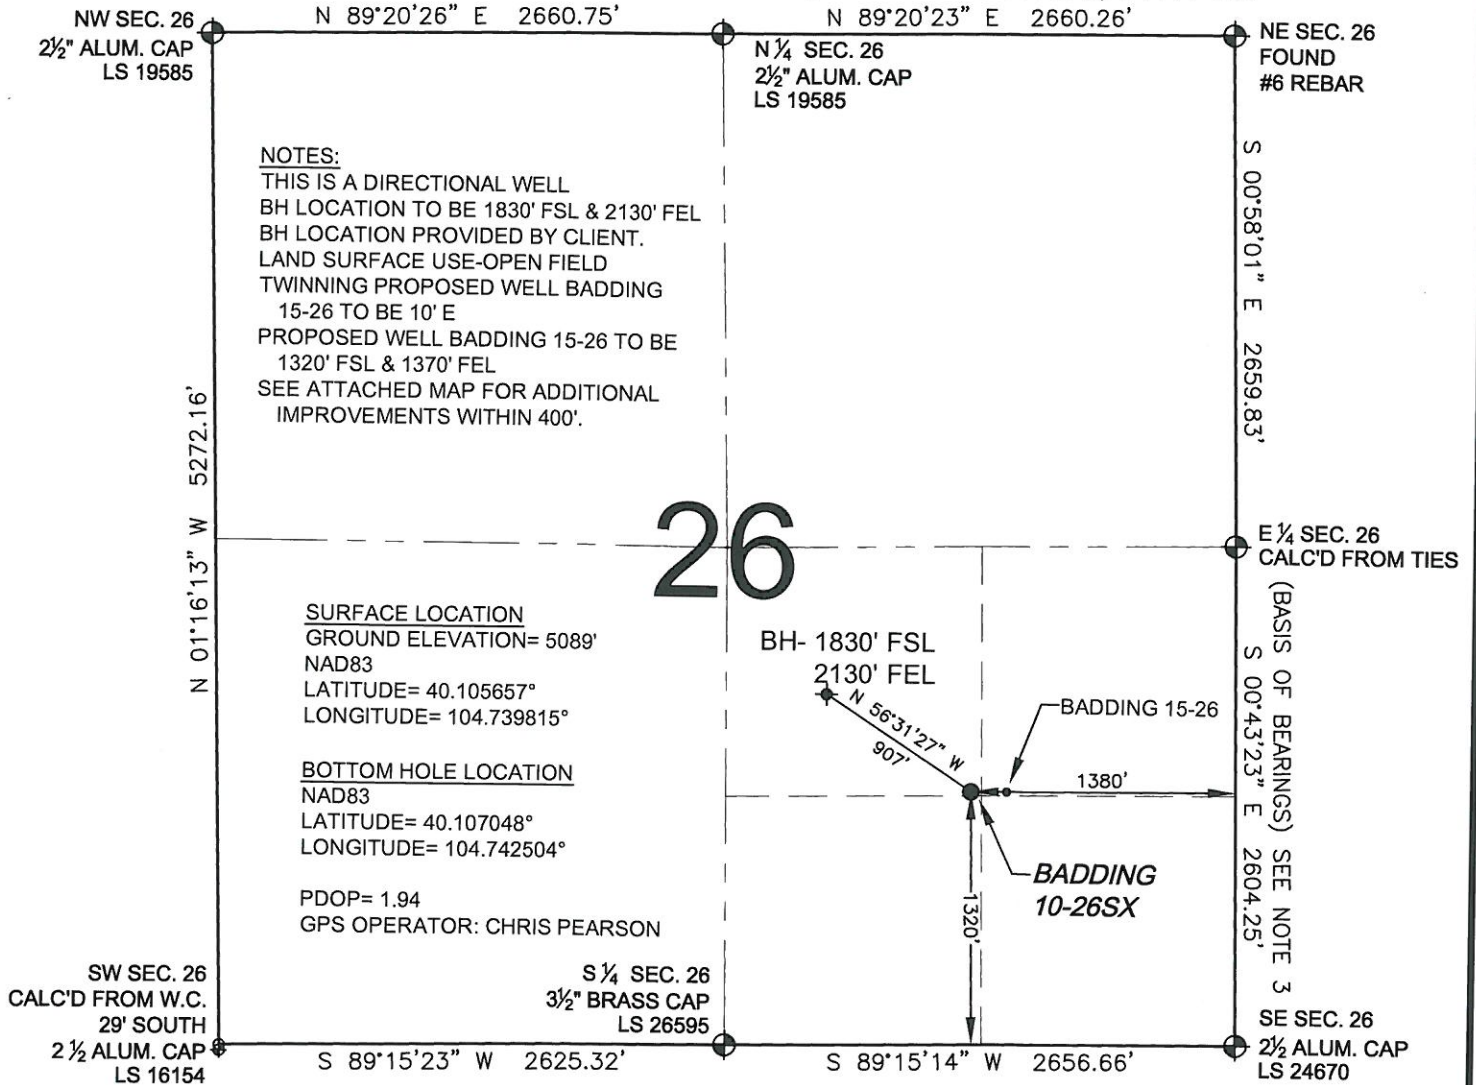 N 89°20'26" E 2660.75'
N 89°20'23" E 2660.26'
NW SEC. 26
2½" ALUM. CAP
LS 19585
N ¼ SEC. 26
2½" ALUM. CAP
LS 19585
NE SEC. 26
FOUND
#6 REBAR
NOTES:
THIS IS A DIRECTIONAL WELL
BH LOCATION TO BE 1830' FSL & 2130' FEL
BH LOCATION PROVIDED BY CLIENT.
LAND SURFACE USE-OPEN FIELD
TWINNING PROPOSED WELL BADDING
15-26 TO BE 10' E
PROPOSED WELL BADDING 15-26 TO BE
1320' FSL & 1370' FEL
SEE ATTACHED MAP FOR ADDITIONAL
IMPROVEMENTS WITHIN 400'.
S 00°58'01" E 2659.83'
N 01°16'13" W 5272.16'
26
E ¼ SEC. 26
CALC'D FROM TIES
SURFACE LOCATION
GROUND ELEVATION= 5089'
NAD83
LATITUDE= 40.105657°
LONGITUDE= 104.739815°
BOTTOM HOLE LOCATION
NAD83
LATITUDE= 40.107048°
LONGITUDE= 104.742504°
PDOP= 1.94
GPS OPERATOR: CHRIS PEARSON
BH- 1830' FSL
2130' FEL
N 56°31'27" W
907'
BADDING 15-26
1380'
BADDING
10-26SX
1320'
S 00°43'23" E 2604.25'
(BASIS OF BEARINGS) SEE NOTE 3
SW SEC. 26
CALC'D FROM W.C.
29' SOUTH
2 ½ ALUM. CAP
LS 16154
S ¼ SEC. 26
3½" BRASS CAP
LS 26595
SE SEC. 26
2½ ALUM. CAP
LS 24670
S 89°15'23" W 2625.32'
S 89°15'14" W 2656.66'